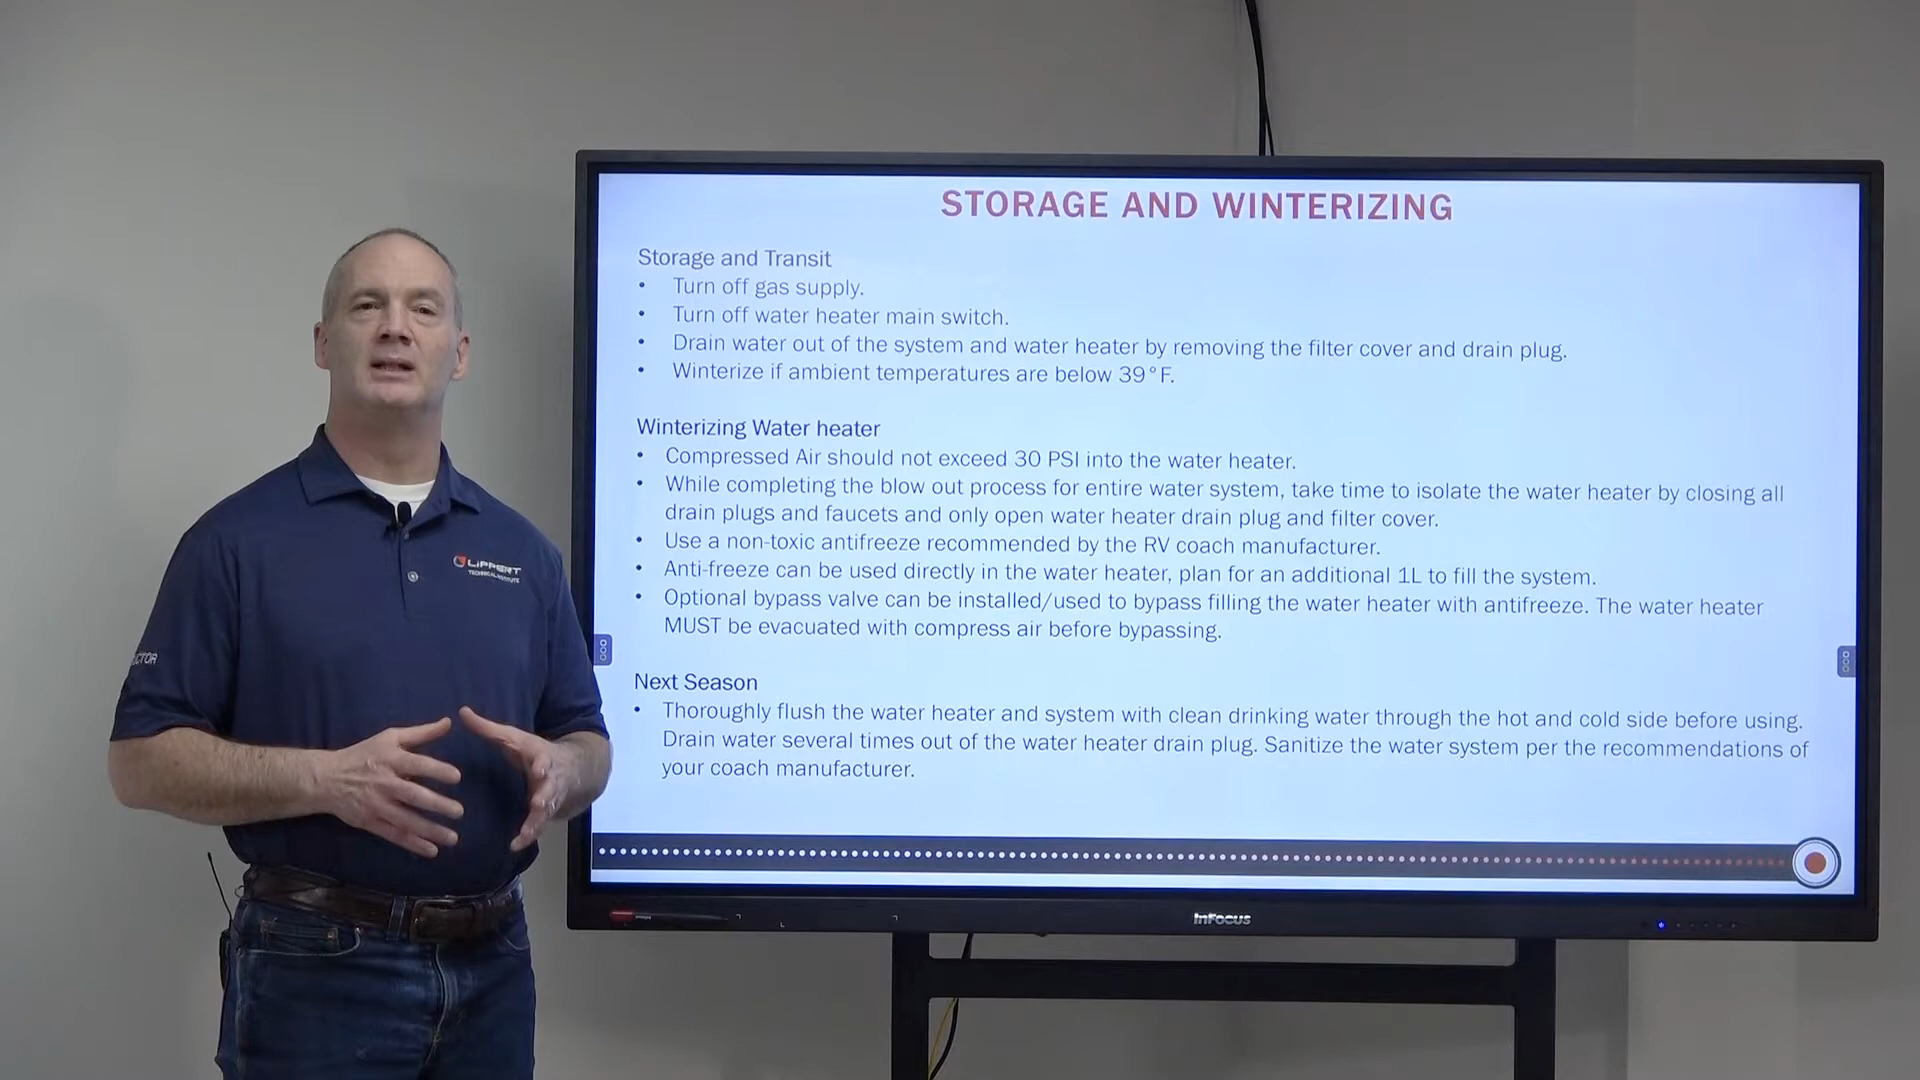 STORAGE AND WINTERIZING
Storage and Transit
• Turn off gas supply.
• Turn off water heater main switch.
• Drain water out of the system and water heater by removing the filter cover and drain plug.
• Winterize if ambient temperatures are below 39°F.
Winterizing Water heater
• Compressed Air should not exceed 30 PSI into the water heater.
• While completing the blow out process for entire water system, take time to isolate the water heater by closing all
drain plugs and faucets and only open water heater drain plug and filter cover.
• Use a non-toxic antifreeze recommended by the RV coach manufacturer.
• Anti-freeze can be used directly in the water heater, plan for an additional 1L to fill the system.
• Optional bypass valve can be installed/used to bypass filling the water heater with antifreeze. The water heater
MUST be evacuated with compress air before bypassing.
Next Season
• Thoroughly flush the water heater and system with clean drinking water through the hot and cold side before using.
Drain water several times out of the water heater drain plug. Sanitize the water system per the recommendations of
your coach manufacturer.
LIPPERT
TECHNICAL INSTITUTE
InFocus